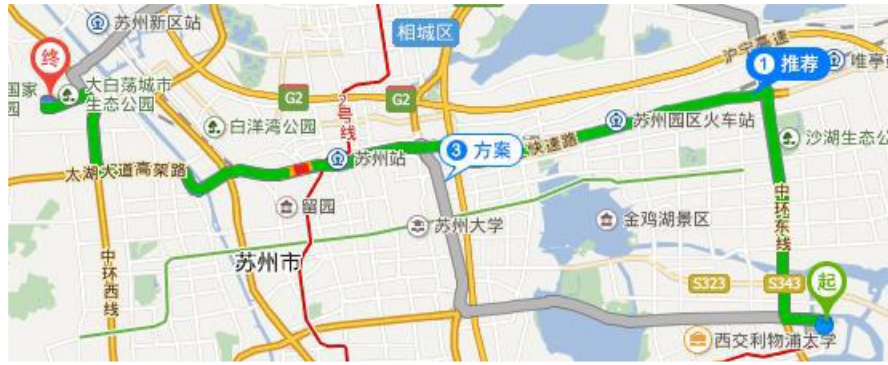 苏州新区站
相城区
沪宁高速
终
国家
园
大白荡城市
生态公园
1 推荐
唯亭
G2
2号线
G2
白洋湾公园
苏州园区火车站
沙湖生态公
3 方案
快速路
苏州站
太湖大道高架路
留园
苏州大学
金鸡湖景区
中环东线
苏州市
中环西线
S323
S343
起
西交利物浦大学